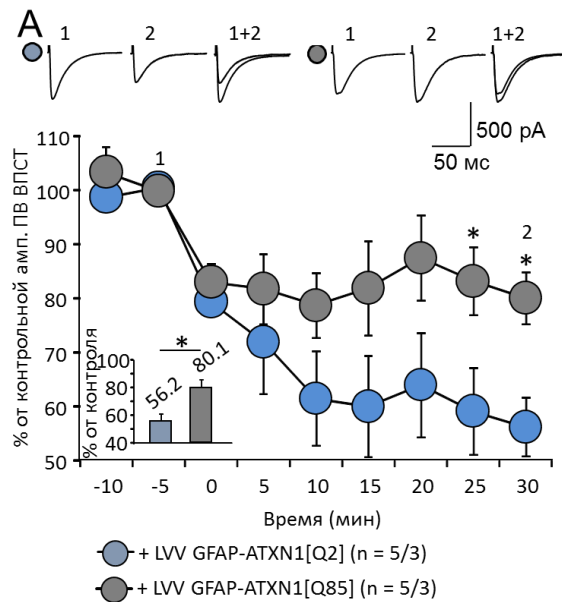 A
1 2 1+2 1 2 1+2
500 pA
50 мс
% от контрольной амп. ПВ ВПСТ
110
100
90
80
70
60
50
1
*
2
*
% от контроля
100
80
60
40
56.2
*
80.1
-10 -5 0 5 10 15 20 25 30
Время (мин)
+ LVV GFAP-ATXN1[Q2] (n = 5/3)
+ LVV GFAP-ATXN1[Q85] (n = 5/3)